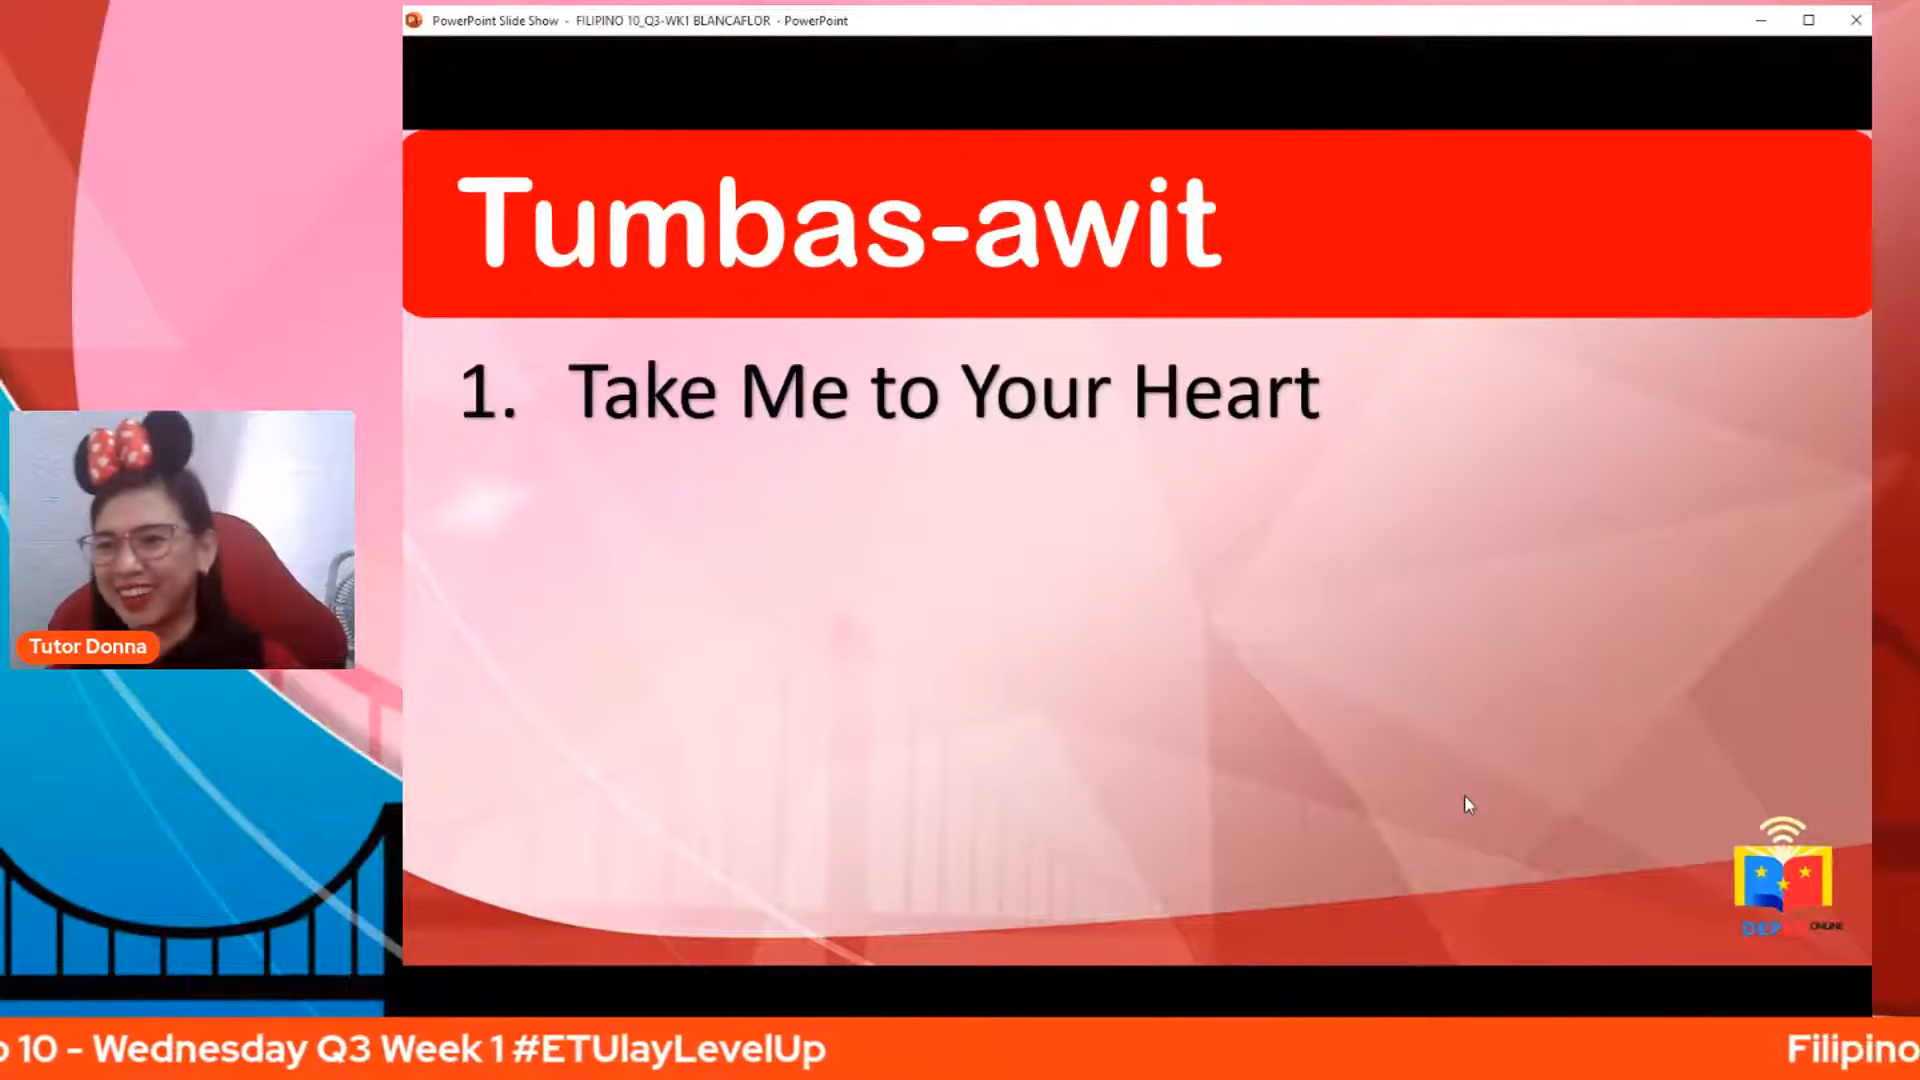 PowerPoint Slide Show - FILIPINO 10_Q3-WK1 BLANCAFLOR - PowerPoint
Tumbas-awit
1. Take Me to Your Heart
Tutor Donna
ONLINE
10 - Wednesday Q3 Week 1 #ETUlayLevelUp
Filipino